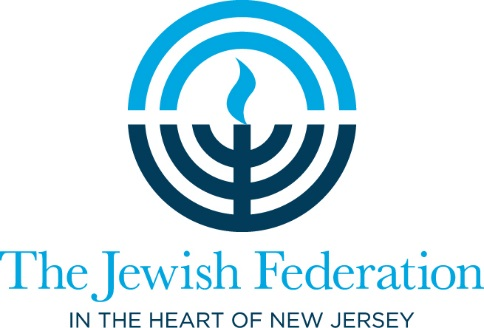 The Jewish Federation
IN THE HEART OF NEW JERSEY